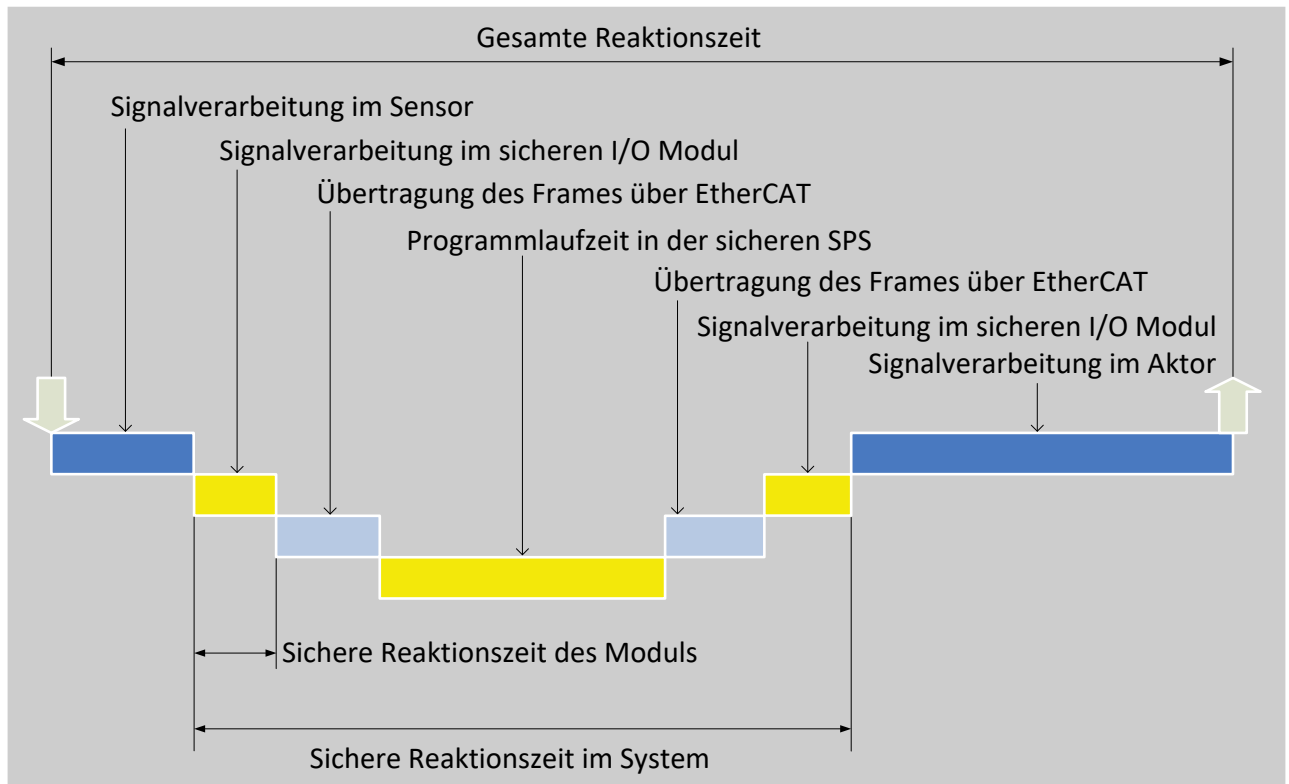 Gesamte Reaktionszeit
Signalverarbeitung im Sensor
Signalverarbeitung im sicheren I/O Modul
Übertragung des Frames über EtherCAT
Programmlaufzeit in der sicheren SPS
Übertragung des Frames über EtherCAT
Signalverarbeitung im sicheren I/O Modul
Signalverarbeitung im Aktor
Sichere Reaktionszeit des Moduls
Sichere Reaktionszeit im System